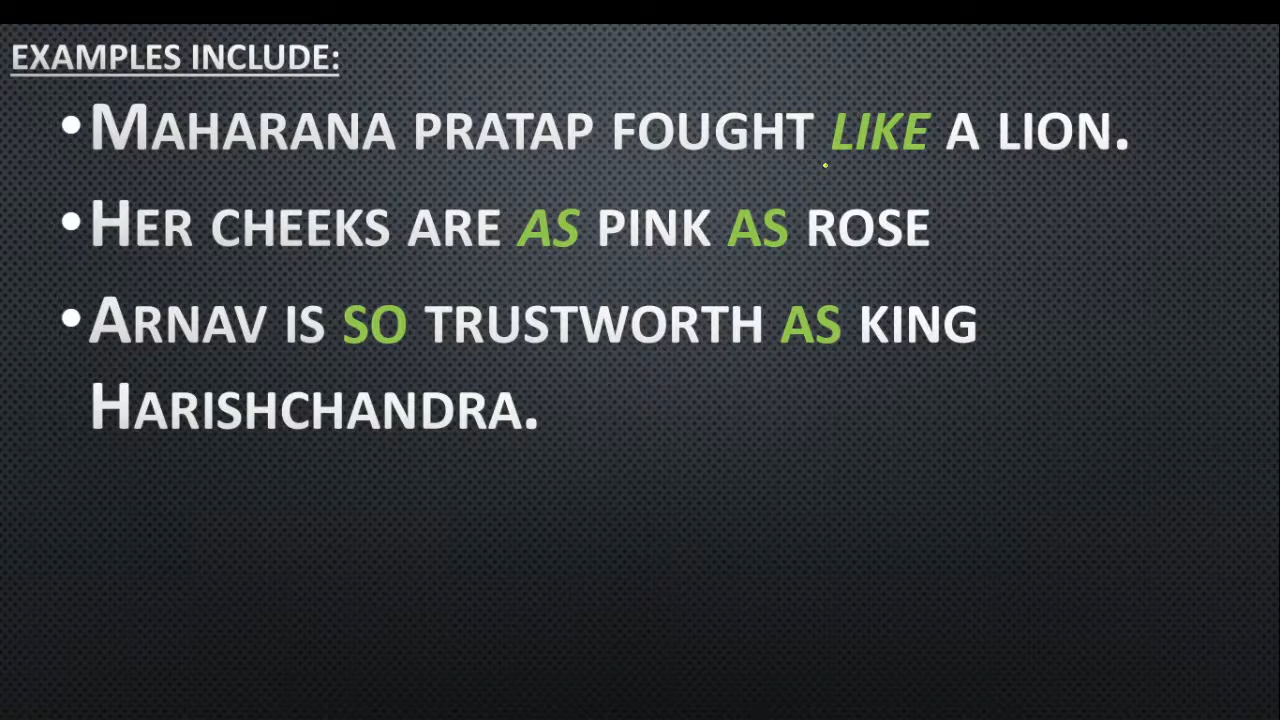 EXAMPLES INCLUDE:
•MAHARANA PRATAP FOUGHT LIKE A LION.
•HER CHEEKS ARE AS PINK AS ROSE
•ARNAV IS SO TRUSTWORTH AS KING
HARISHCHANDRA.